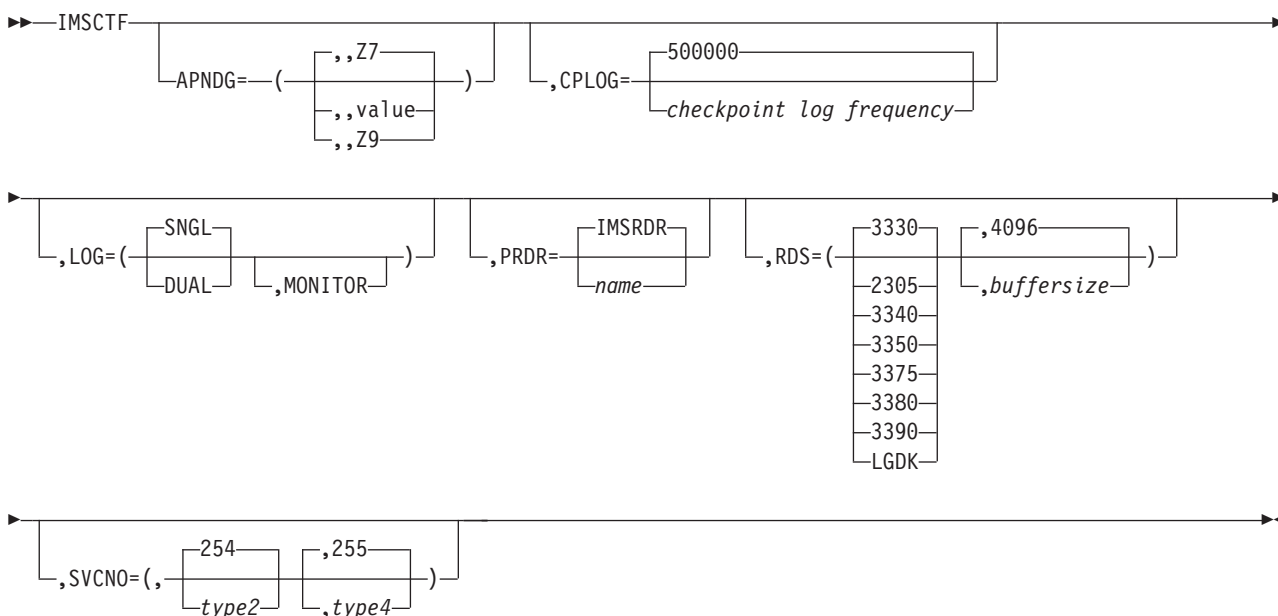 IMSCTF
,,Z7
APNDG= ( )
,,value
,,Z9
500000
,CPLOG=
checkpoint log frequency
SNGL
,LOG=( )
DUAL
,MONITOR
IMSRDR
,PRDR=
name
3330 ,4096
,RDS=( )
2305 ,buffersize
3340
3350
3375
3380
3390
LGDK
254 ,255
,SVCNO=(, )
type2 ,type4